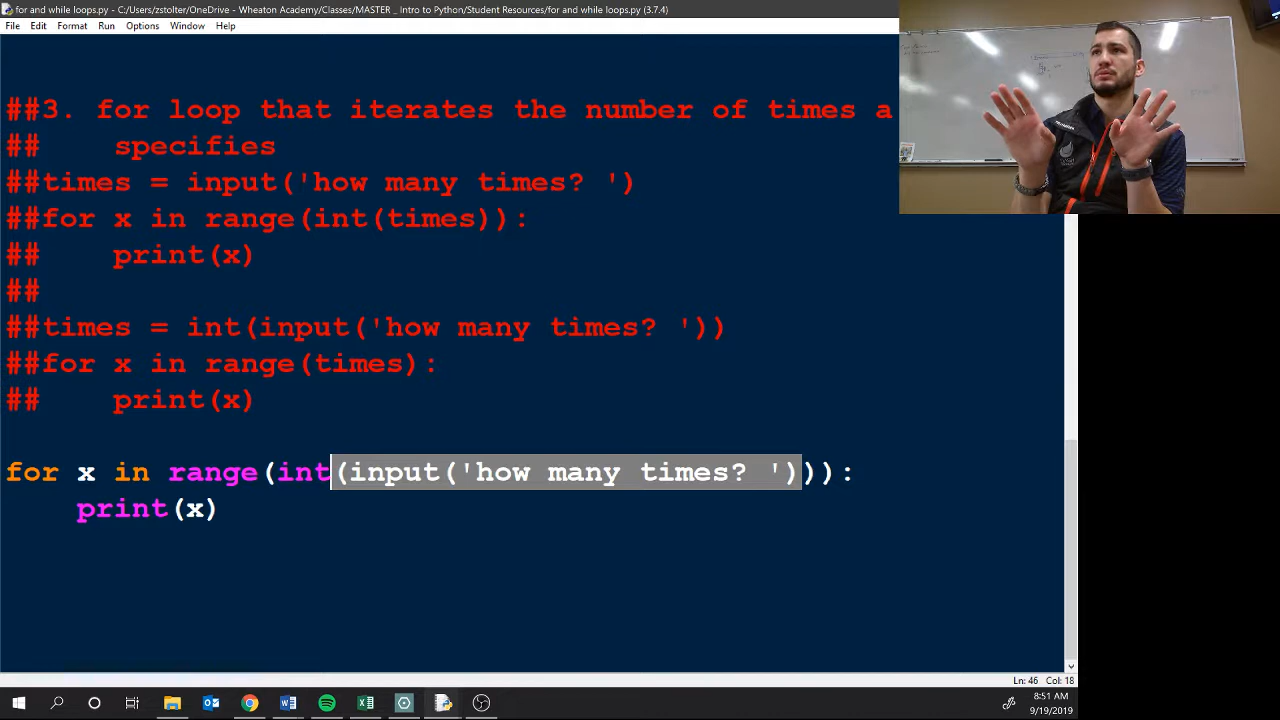 for and while loops.py - C:/Users/zstolter/OneDrive - Wheaton Academy/Classes/MASTER _ Intro to Python/Student Resources/for and while loops.py (3.7.4)
File Edit Format Run Options Window Help
##3. for loop that iterates the number of times a
## specifies
##times = input('how many times? ')
##for x in range(int(times)):
## print(x)
##
##times = int(input('how many times? '))
##for x in range(times):
## print(x)
for x in range(int(input('how many times? '))):
print(x)
Ln: 46 Col: 18
8:51 AM
9/19/2019